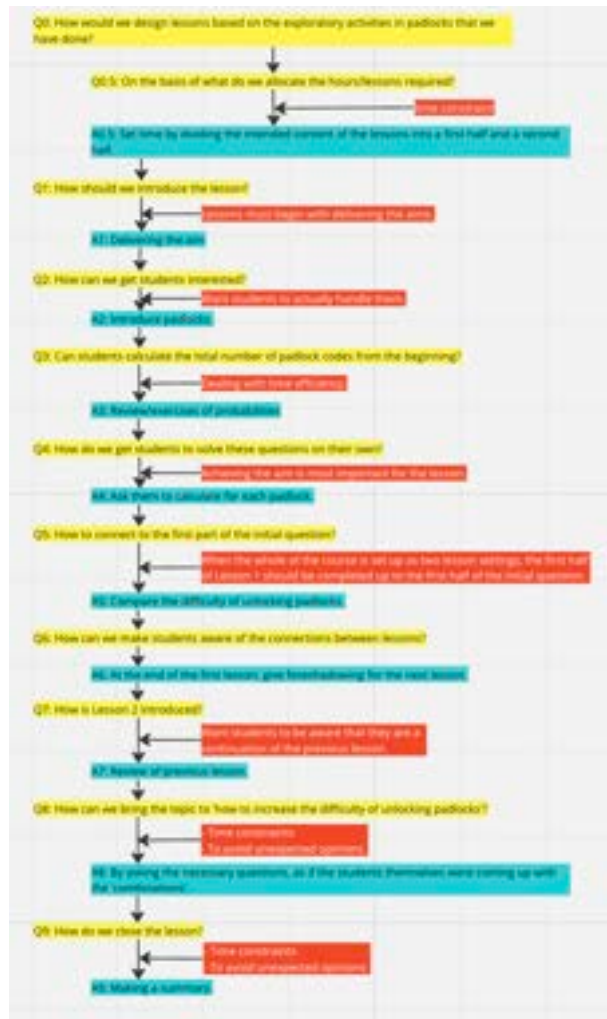 Q0: How would we design lessons based on the exploratory activities in padlocks that we
have done?
Q0.5: On the basis of what do we allocate the hours/lessons required?
time constraint
A0.5: Set time by dividing the intended content of the lessons into a first half and a second
half.
Q1: How should we introduce the lesson?
Lessons must begin with delivering the aims
A1: Delivering the aim
Q2: How can we get students interested?
Want students to actually handle them
A2: Introduce padlocks
Q3: Can students calculate the total number of padlock codes from the beginning?
Dealing with time efficiency
A3: Review/exercises of probabilities
Q4: How do we get students to solve these questions on their own?
Achieving the aim is most important for the lesson
A4: Ask them to calculate for each padlock.
Q5: How to connect to the first part of the initial question?
When the whole of the course is set up as two lesson settings, the first half
of Lesson 1 should be completed up to the first half of the initial question.
A5: Compare the difficulty of unlocking padlocks
Q6: How can we make students aware of the connections between lessons?
A6: At the end of the first lesson, give foreshadowing for the next lesson
Q7: How is Lesson 2 introduced?
Want students to be aware that they are a
continuation of the previous lesson
A7: Review of previous lesson
Q8: How can we bring the topic to 'how to increase the difficulty of unlocking padlocks'?
- Time constraints
- To avoid unexpected opinions
A8: By asking the necessary questions, as if the students themselves were coming up with
the 'combinations'.
Q9: How do we close the lesson?
- Time constraints
- To avoid unexpected opinions
A9: Making a summary